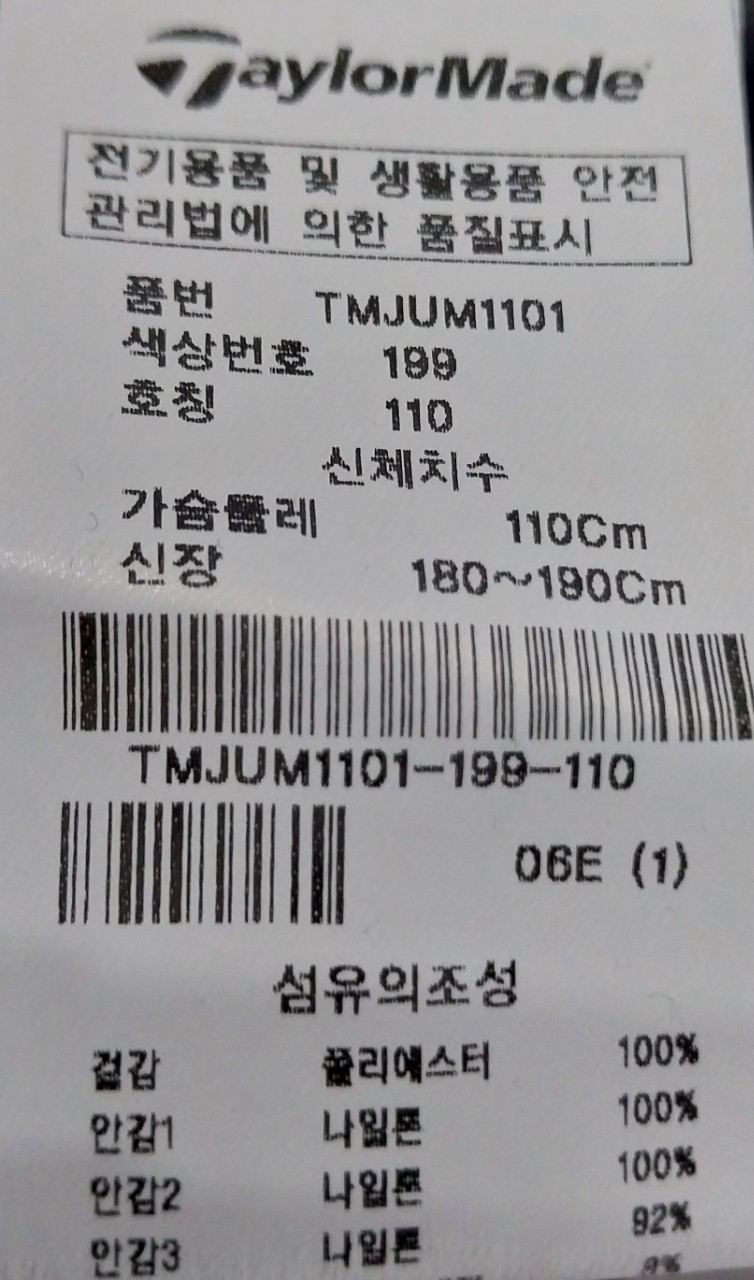 TaylorMade
전기용품 및 생활용품 안전
관리법에 의한 품질표시
품번 TMJUM1101
색상번호 199
호칭 110
신체치수
가슴둘레 110Cm
신장 180~190Cm
TMJUM1101-199-110
06E (1)
섬유의조성
겉감 폴리에스터 100%
안감1 나일론 100%
안감2 나일론 100%
안감3 나일론 92%